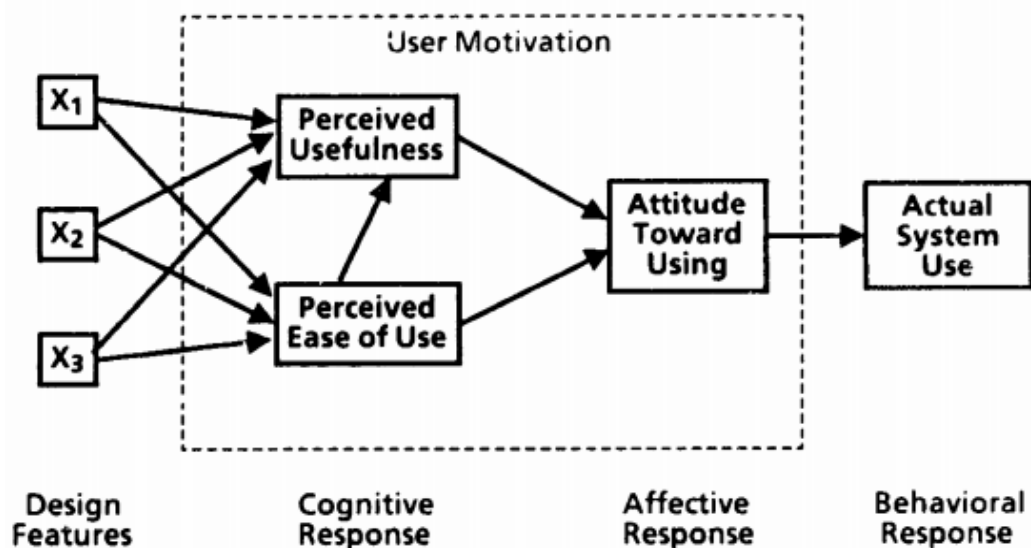 User Motivation
X1
Perceived
Usefulness
X2
Attitude
Toward
Using
Actual
System
Use
X3
Perceived
Ease of Use
Design
Features
Cognitive
Response
Affective
Response
Behavioral
Response